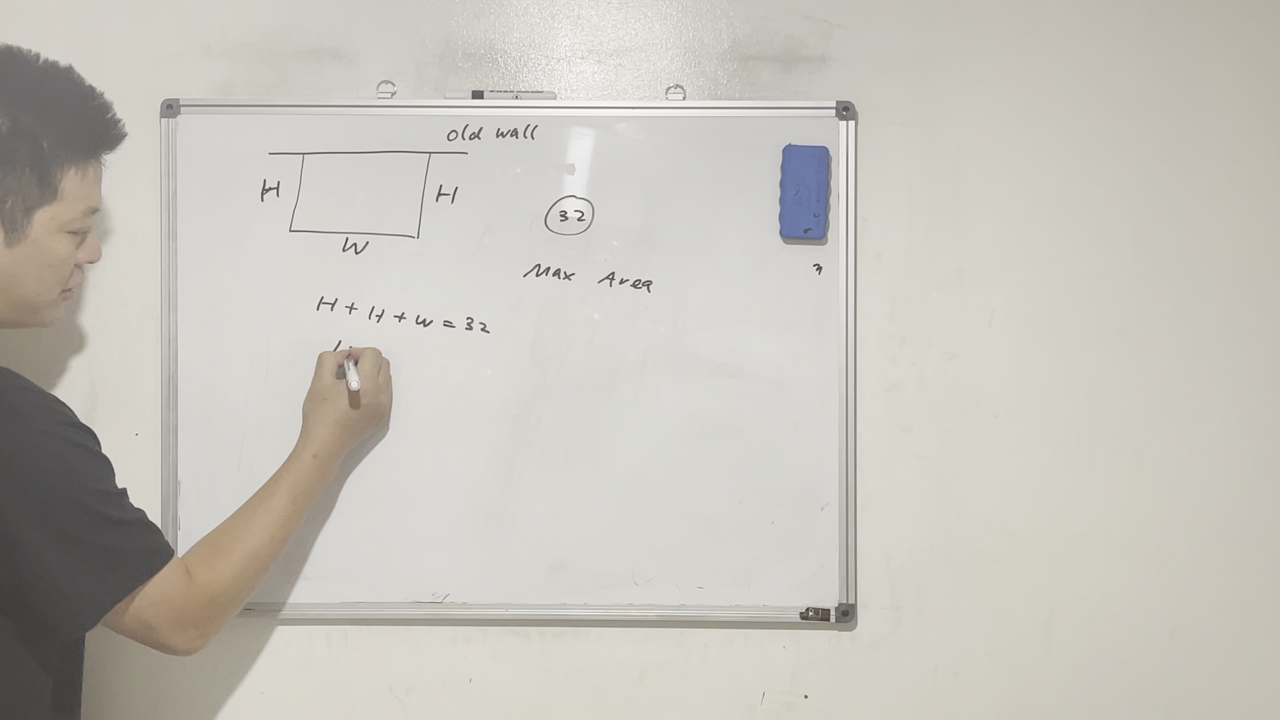 old wall
H H
32
W
Max Area
H + H + W = 32